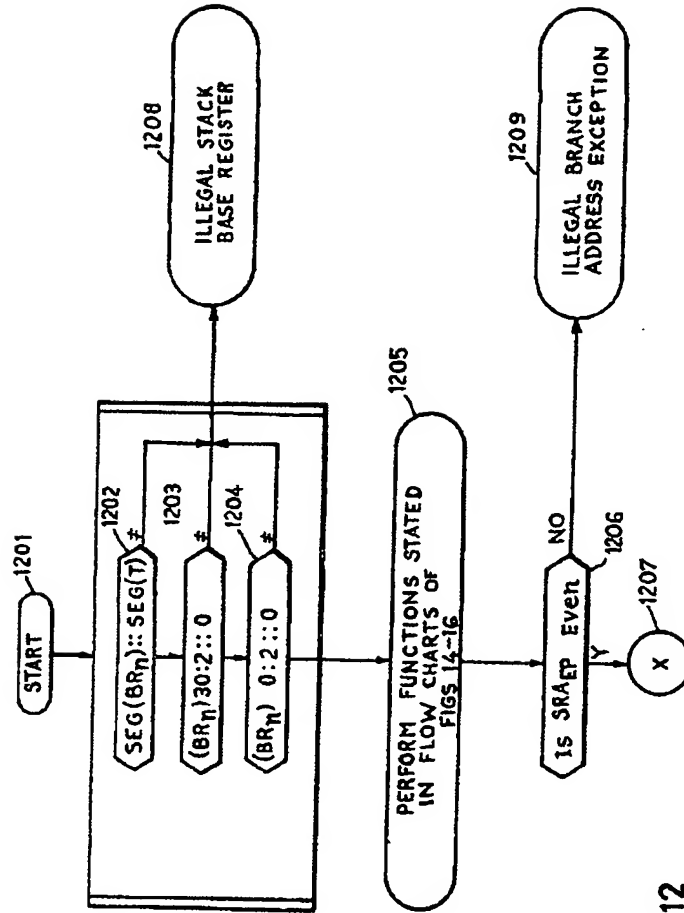 1201
START
1202
SEG(BRn)::SEG(T)
≠
1203
(BRn)30:2::0
≠
1204
(BRn) 0:2::0
≠
1208
ILLEGAL STACK
BASE REGISTER
1205
PERFORM FUNCTIONS STATED
IN FLOW CHARTS OF
FIGS 14-16
Is SRAEP Even
NO
1206
Y
1207
X
1209
ILLEGAL BRANCH
ADDRESS EXCEPTION
12